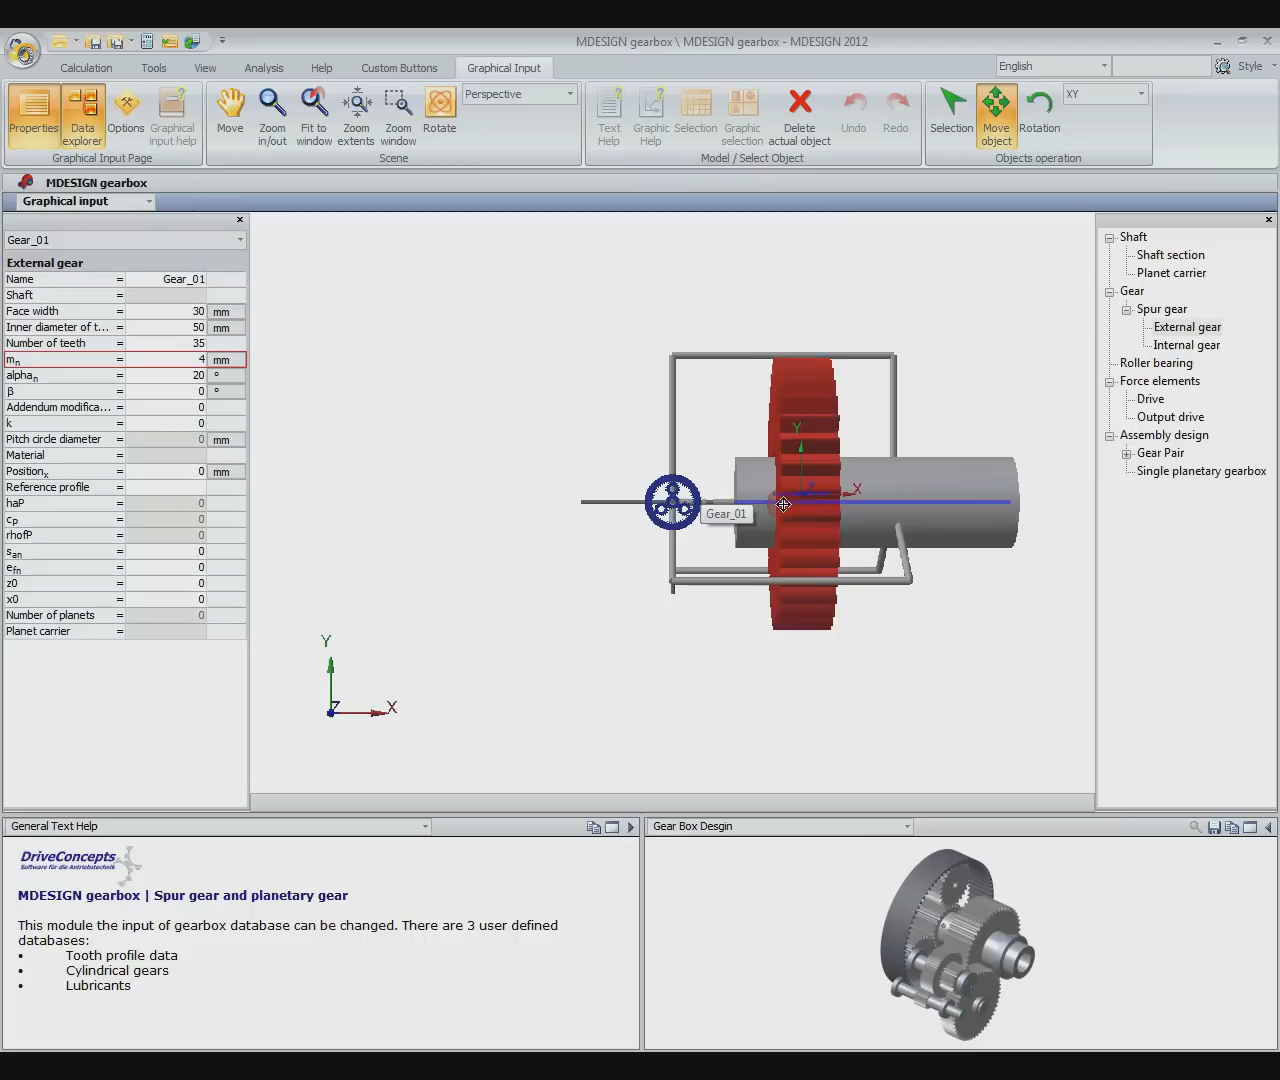 MDESIGN gearbox \ MDESIGN gearbox - MDESIGN 2012
Calculation Tools View Analysis Help Custom Buttons Graphical Input English Style
Properties Data explorer Options Graphical input help
Graphical Input Page
Move Zoom in/out Fit to window Zoom extents Zoom window Rotate Perspective
Scene
Text Help Graphic Help Selection Graphic selection Delete actual object Undo Redo
Model / Select Object
Selection Move object Rotation XY
Objects operation
MDESIGN gearbox
Graphical input
Gear_01
External gear
Name = Gear_01
Shaft =
Face width = 30 mm
Inner diameter of t... = 50 mm
Number of teeth = 35
mn = 4 mm
alphan = 20 °
β = 0 °
Addendum modifica... = 0
k = 0
Pitch circle diameter = 0 mm
Material =
Positionx = 0 mm
Reference profile =
haP = 0
cP = 0
rhofP = 0
san = 0
efn = 0
z0 = 0
x0 = 0
Number of planets = 0
Planet carrier =
Y
X
Z
Gear_01
Y
Z
X
Shaft
Shaft section
Planet carrier
Gear
Spur gear
External gear
Internal gear
Roller bearing
Force elements
Drive
Output drive
Assembly design
Gear Pair
Single planetary gearbox
General Text Help
DriveConcepts
Software für die Antriebstechnik
MDESIGN gearbox | Spur gear and planetary gear
This module the input of gearbox database can be changed. There are 3 user defined
databases:
• Tooth profile data
• Cylindrical gears
• Lubricants
Gear Box Desgin